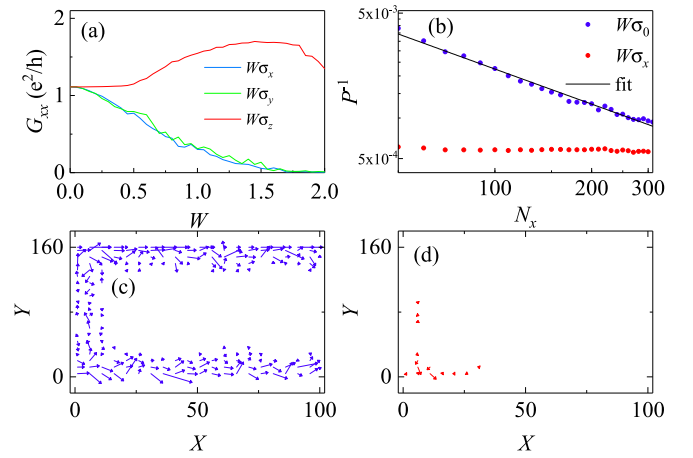 (a)
G_xx (e²/h)
2
1
0
Wσ_x
Wσ_y
Wσ_z
0.0 0.5 1.0 1.5 2.0
W
(b)
P⁻¹
5x10⁻³
5x10⁻⁴
Wσ_0
Wσ_x
fit
100 200 300
N_x
(c)
Y
160
80
0
0 50 100
X
(d)
Y
160
80
0
0 50 100
X